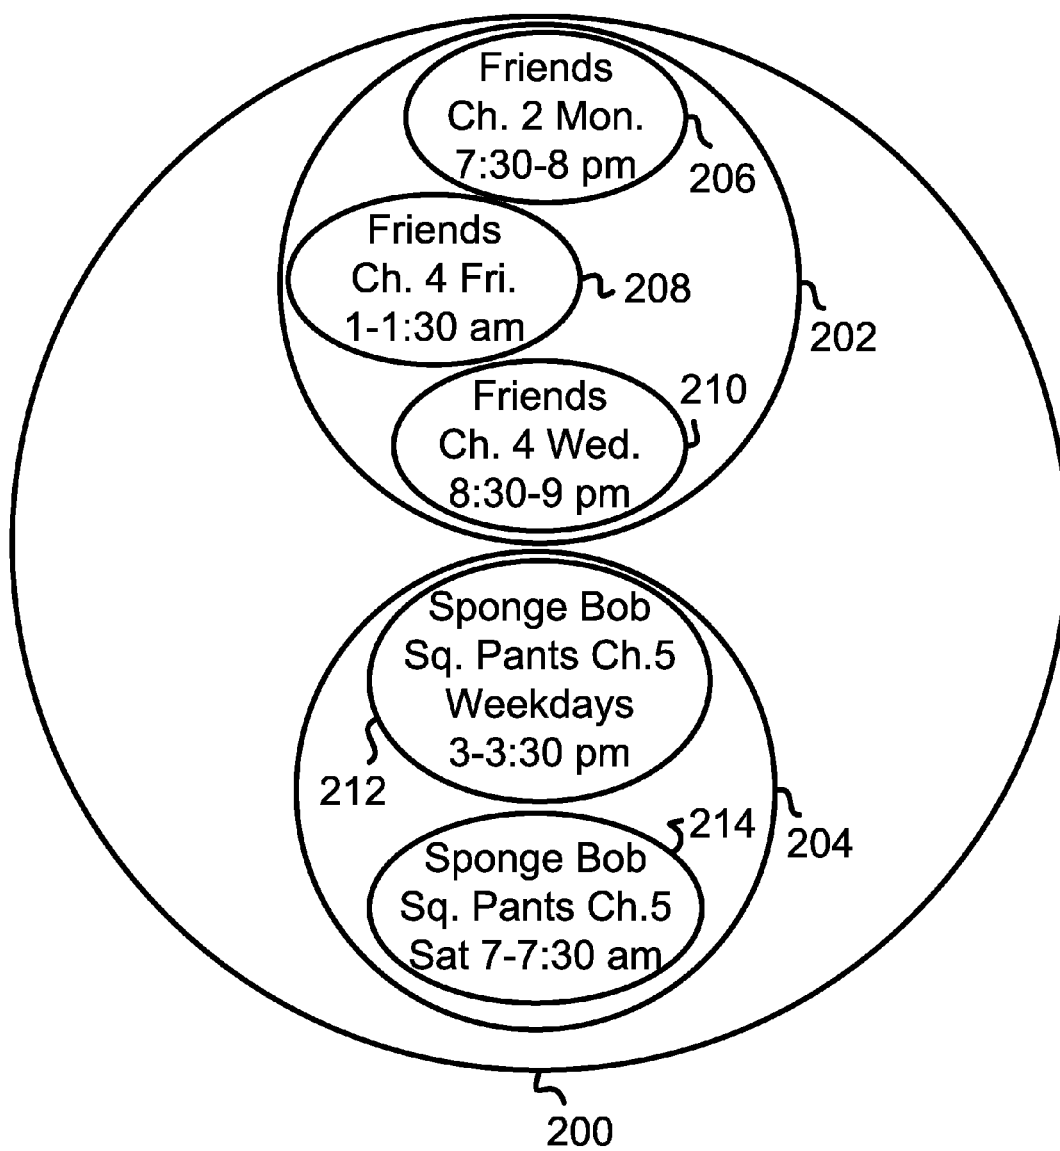 Friends
Ch. 2 Mon.
7:30-8 pm
206
Friends
Ch. 4 Fri.
1-1:30 am
208
202
Friends
Ch. 4 Wed.
8:30-9 pm
210
Sponge Bob
Sq. Pants Ch.5
Weekdays
3-3:30 pm
212
214
204
Sponge Bob
Sq. Pants Ch.5
Sat 7-7:30 am
200